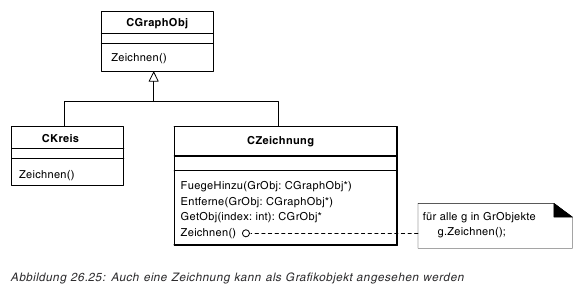 CGraphObj
Zeichnen()
CKreis
Zeichnen()
CZeichnung
FuegeHinzu(GrObj: CGraphObj*)
Entferne(GrObj: CGraphObj*)
GetObj(index: int): CGrObj*
Zeichnen()
für alle g in GrObjekte
g.Zeichnen();
Abbildung 26.25: Auch eine Zeichnung kann als Grafikobjekt angesehen werden